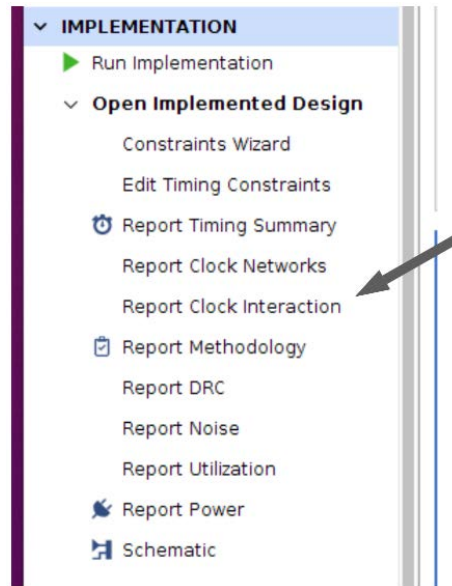 IMPLEMENTATION
Run Implementation
Open Implemented Design
Constraints Wizard
Edit Timing Constraints
Report Timing Summary
Report Clock Networks
Report Clock Interaction
Report Methodology
Report DRC
Report Noise
Report Utilization
Report Power
Schematic